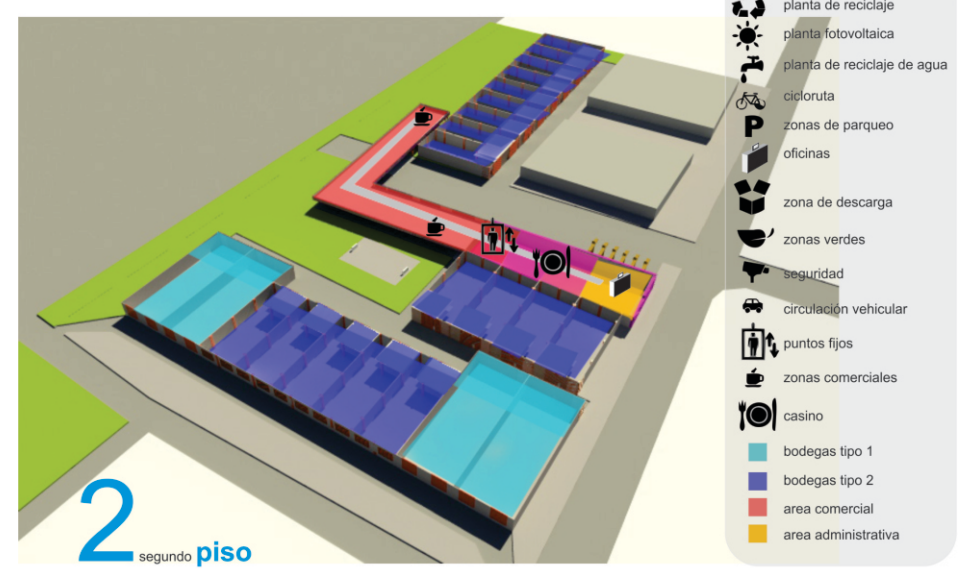 planta de reciclaje
planta fotovoltaica
planta de reciclaje de agua
cicloruta
P zonas de parqueo
oficinas
zona de descarga
zonas verdes
seguridad
circulación vehicular
puntos fijos
zonas comerciales
casino
bodegas tipo 1
bodegas tipo 2
area comercial
area administrativa
2 segundo piso